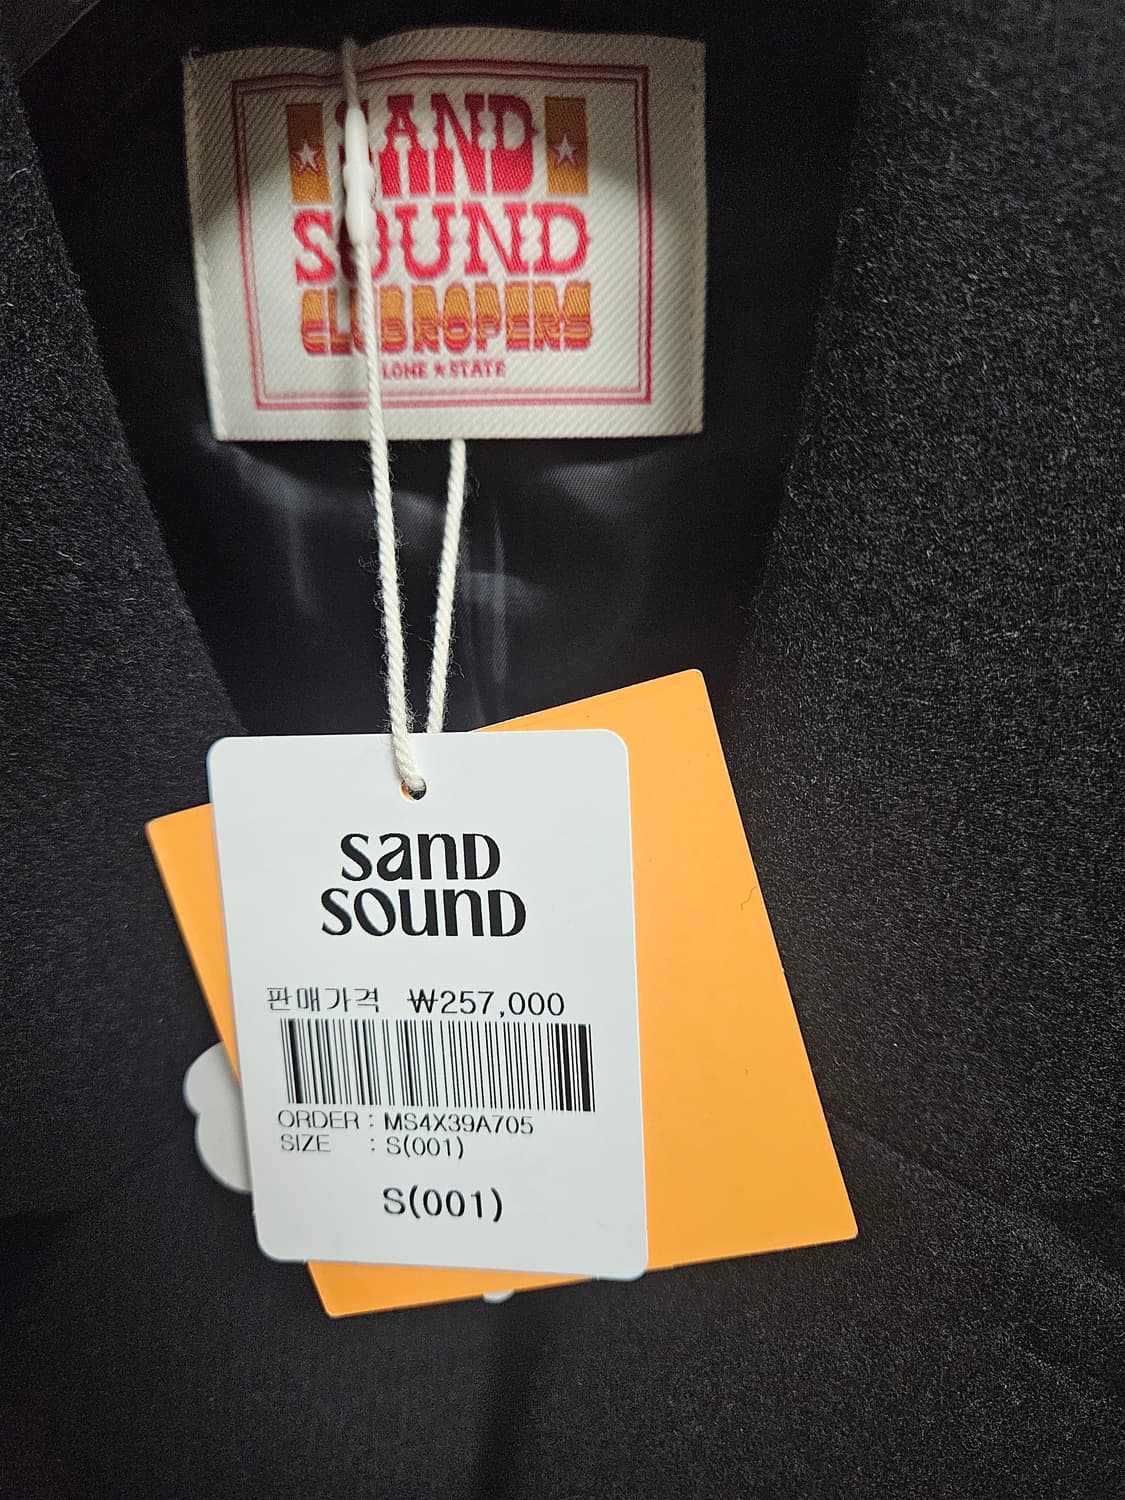 SAND
SOUND
CLUB ROPERS
LONE ★ STATE
sand
sound
판매가격 ₩257,000
ORDER : MS4X39A705
SIZE : S(001)
S(001)